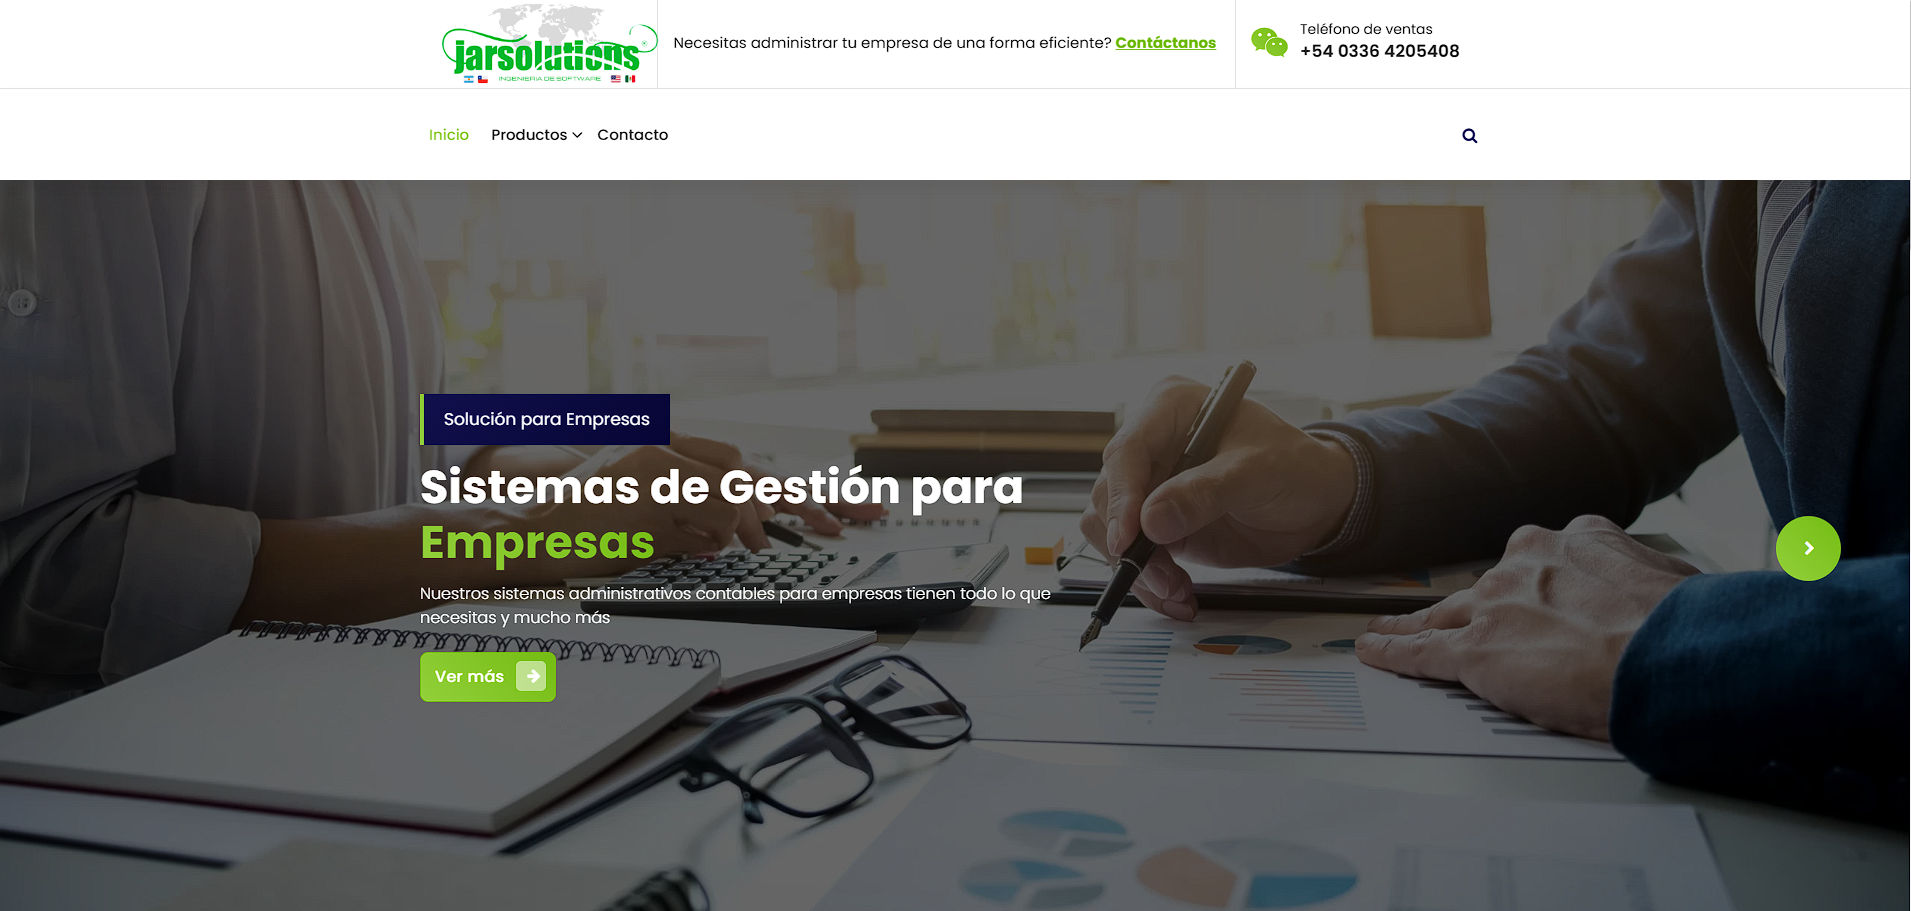 jarsolutions
INGENIERIA DE SOFTWARE
Necesitas administrar tu empresa de una forma eficiente? Contáctanos
Teléfono de ventas
+54 0336 4205408
Inicio Productos Contacto
Solución para Empresas
Sistemas de Gestión para
Empresas
Nuestros sistemas administrativos contables para empresas tienen todo lo que
necesitas y mucho más
Ver más